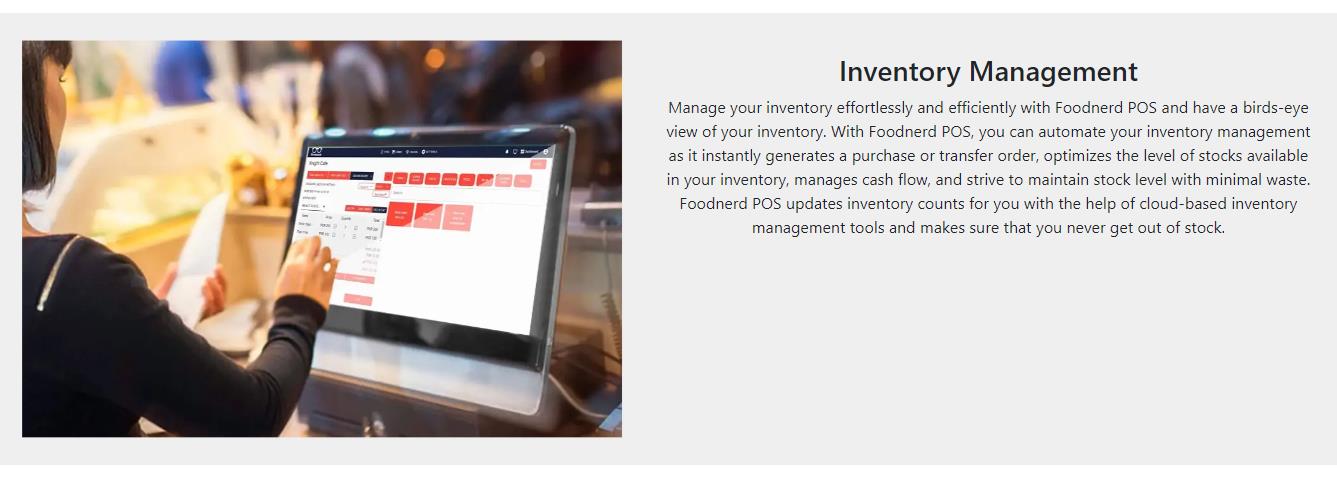 Inventory Management
Manage your inventory effortlessly and efficiently with Foodnerd POS and have a birds-eye
view of your inventory. With Foodnerd POS, you can automate your inventory management
as it instantly generates a purchase or transfer order, optimizes the level of stocks available
in your inventory, manages cash flow, and strive to maintain stock level with minimal waste.
Foodnerd POS updates inventory counts for you with the help of cloud-based inventory
management tools and makes sure that you never get out of stock.